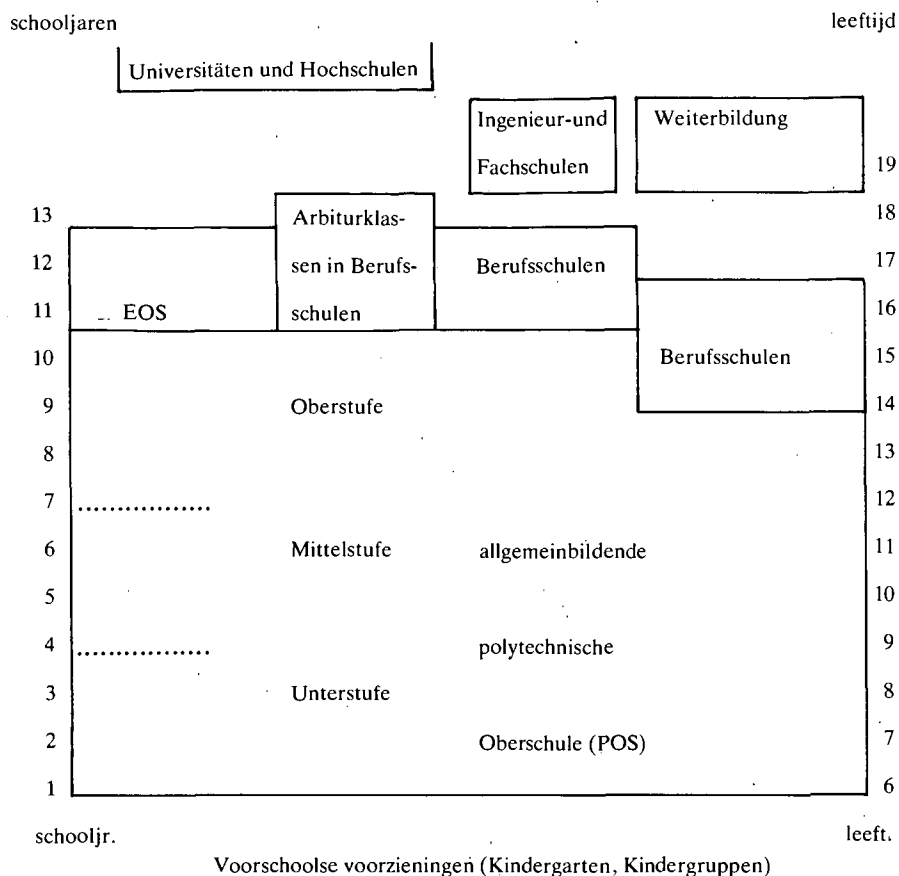 schooljaren leeftijd
Universitäten und Hochschulen
Ingenieur-und Weiterbildung
Fachschulen 19
13 Arbiturklas- 18
12 sen in Berufs- Berufsschulen 17
11 EOS schulen 16
10 Berufsschulen 15
9 Oberstufe 14
8 13
7 12
6 Mittelstufe allgemeinbildende 11
5 10
4 polytechnische 9
3 Unterstufe 8
2 Oberschule (POS) 7
1 6
schooljr. leeft.
Voorschoolse voorzieningen (Kindergarten, Kindergruppen)